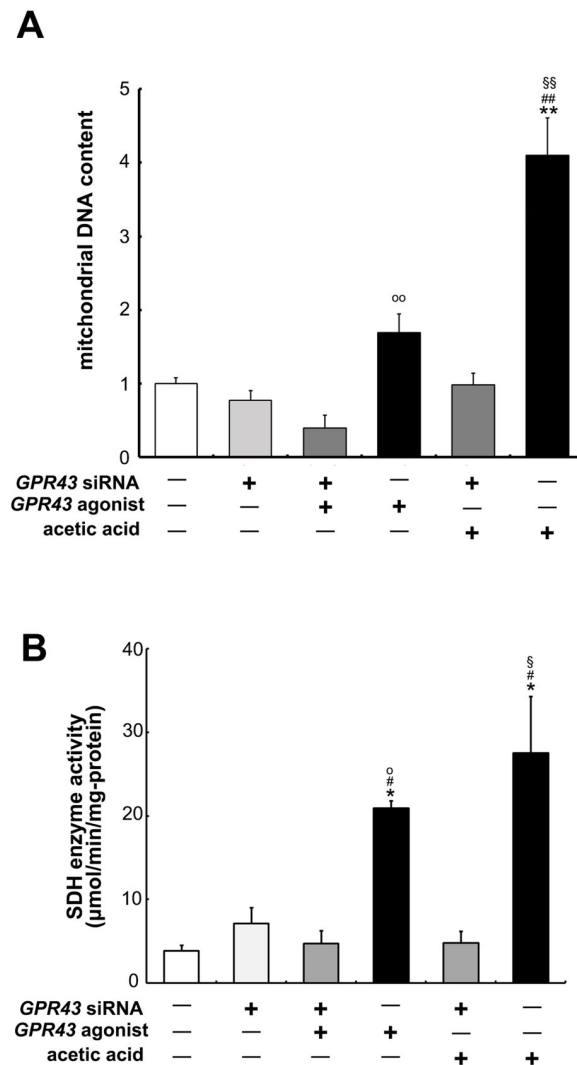 A
mitchondrial DNA content
5
4
3
2
1
0
§§
##
**
oo
GPR43 siRNA — + + — + —
GPR43 agonist — — + + — —
acetic acid — — — — + +
B
SDH enzyme activity
(μmol/min/mg-protein)
40
30
20
10
0
§
#
*
o
#
*
GPR43 siRNA — + + — + —
GPR43 agonist — — + + — —
acetic acid — — — — + +